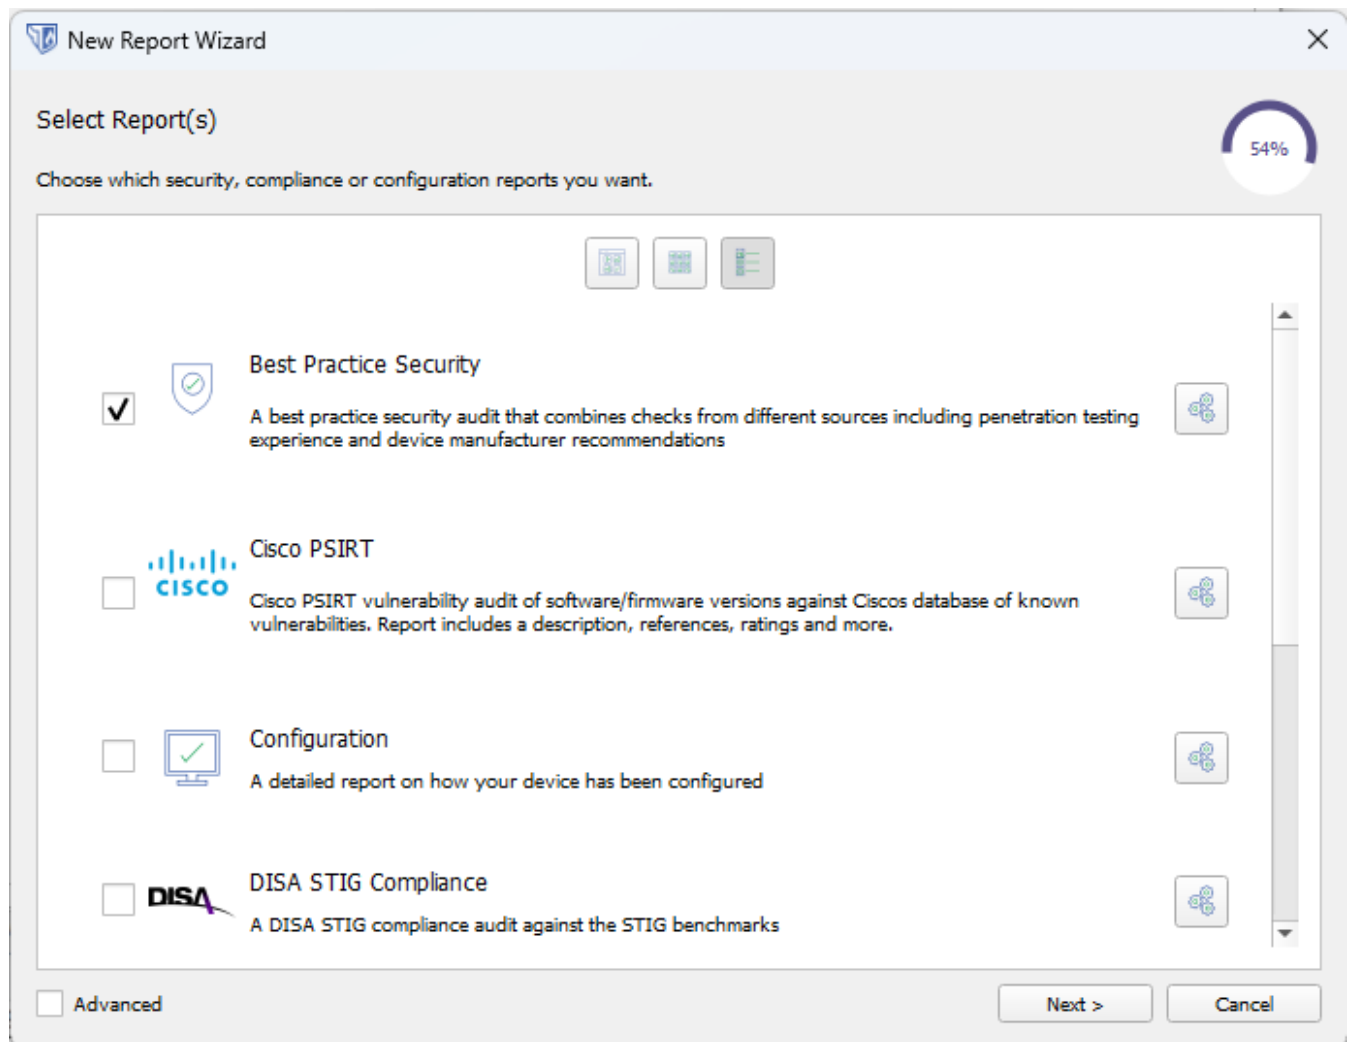 New Report Wizard
Select Report(s)
54%
Choose which security, compliance or configuration reports you want.
Best Practice Security
A best practice security audit that combines checks from different sources including penetration testing
experience and device manufacturer recommendations
CISCO
Cisco PSIRT
Cisco PSIRT vulnerability audit of software/firmware versions against Ciscos database of known
vulnerabilities. Report includes a description, references, ratings and more.
Configuration
A detailed report on how your device has been configured
DISA
DISA STIG Compliance
A DISA STIG compliance audit against the STIG benchmarks
Advanced
Next >
Cancel